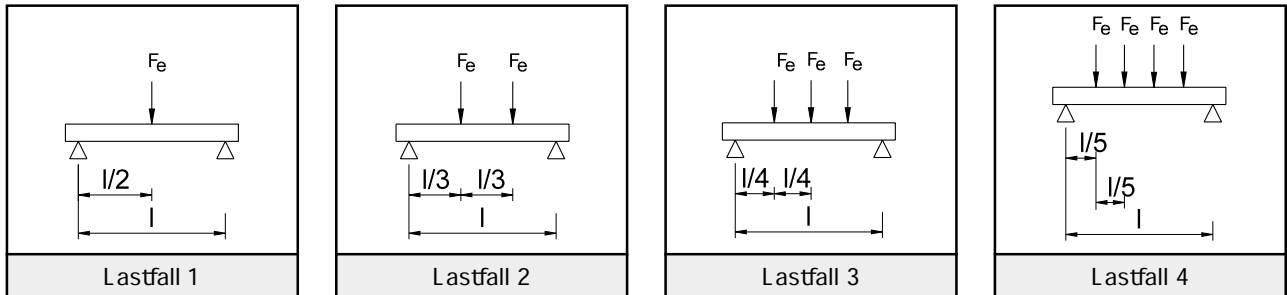 Fe
l/2
l
Lastfall 1
Fe Fe
l/3 l/3
l
Lastfall 2
Fe Fe Fe
l/4 l/4
l
Lastfall 3
Fe Fe Fe Fe
l/5
l/5
l
Lastfall 4